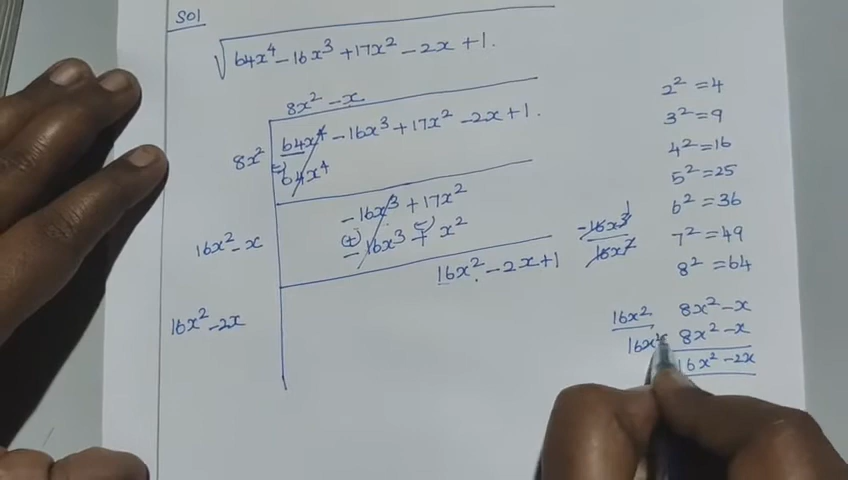 SOl
√64x⁴ - 16x³ + 17x² - 2x + 1.
8x² - x
8x² 64x⁴ - 16x³ + 17x² - 2x + 1.
(-) 64x⁴
-16x³ + 17x²
16x² - x (+) -16x³ (-) + x²
16x² - 2x + 1
16x² - 2x
2² = 4
3² = 9
4² = 16
5² = 25
6² = 36
7² = 49
8² = 64
-16x³
16x²
16x²
16x²
8x² - x
8x² - x
16x² - 2x